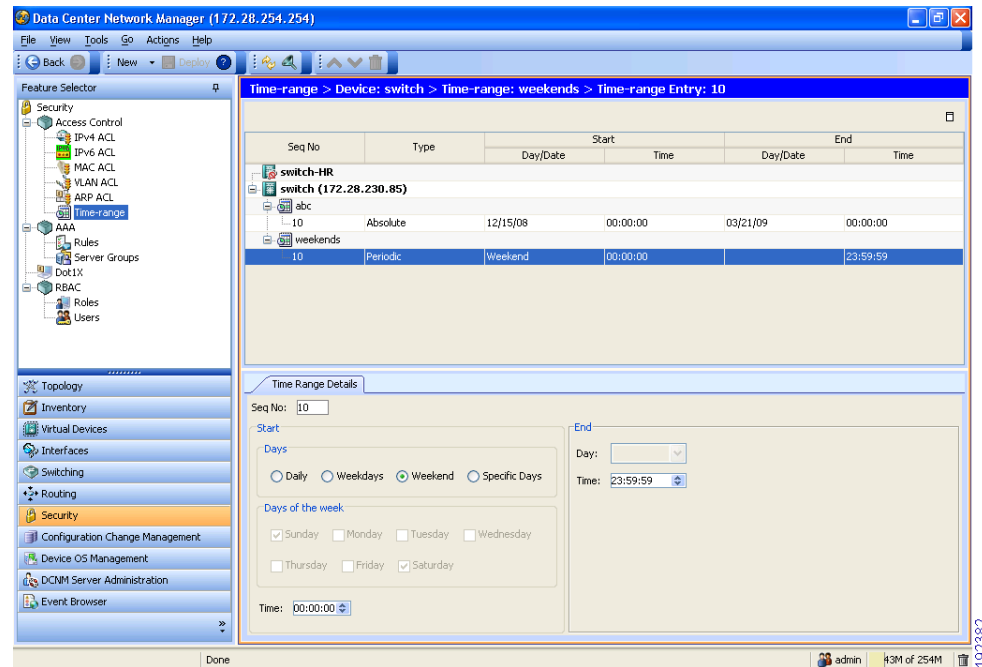 Data Center Network Manager (172.28.254.254)
File View Tools Go Actions Help
Back New Deploy
Feature Selector
Security
Access Control
IPv4 ACL
IPv6 ACL
MAC ACL
VLAN ACL
ARP ACL
Time-range
AAA
Rules
Server Groups
Dot1X
RBAC
Roles
Users
Topology
Inventory
Virtual Devices
Interfaces
Switching
Routing
Security
Configuration Change Management
Device OS Management
DCNM Server Administration
Event Browser
Time-range > Device: switch > Time-range: weekends > Time-range Entry: 10
Seq No Type Start End
Day/Date Time Day/Date Time
switch-HR
switch (172.28.230.85)
abc
10 Absolute 12/15/08 00:00:00 03/21/09 00:00:00
weekends
10 Periodic Weekend 00:00:00 23:59:59
Time Range Details
Seq No: 10
Start
Days
Daily Weekdays Weekend Specific Days
Days of the week
Sunday Monday Tuesday Wednesday
Thursday Friday Saturday
Time: 00:00:00
End
Day:
Time: 23:59:59
Done admin 43M of 254M
192382